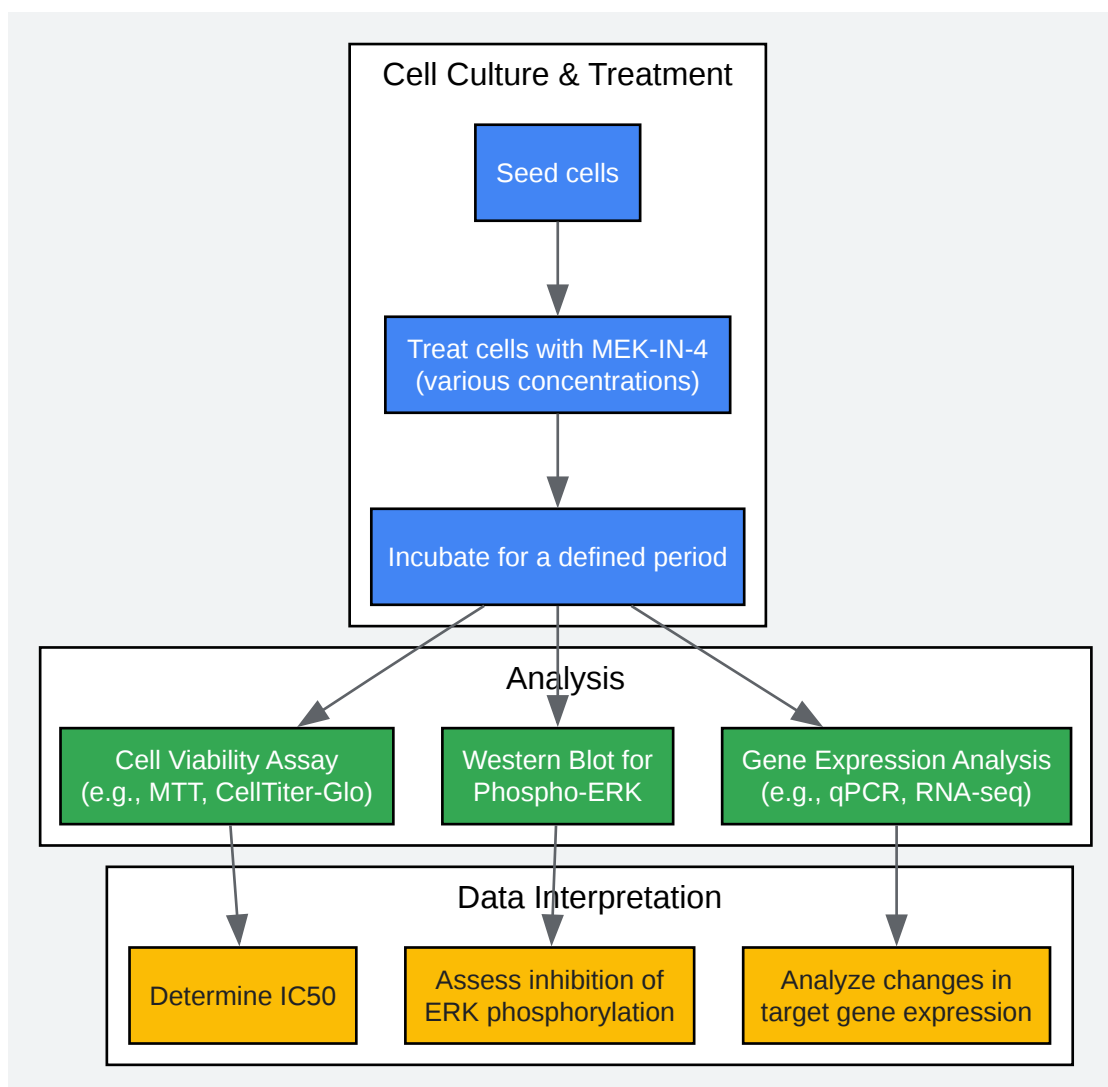 Cell Culture & Treatment
Seed cells
Treat cells with MEK-IN-4
(various concentrations)
Incubate for a defined period
Analysis
Cell Viability Assay
(e.g., MTT, CellTiter-Glo)
Western Blot for
Phospho-ERK
Gene Expression Analysis
(e.g., qPCR, RNA-seq)
Data Interpretation
Determine IC50
Assess inhibition of
ERK phosphorylation
Analyze changes in
target gene expression